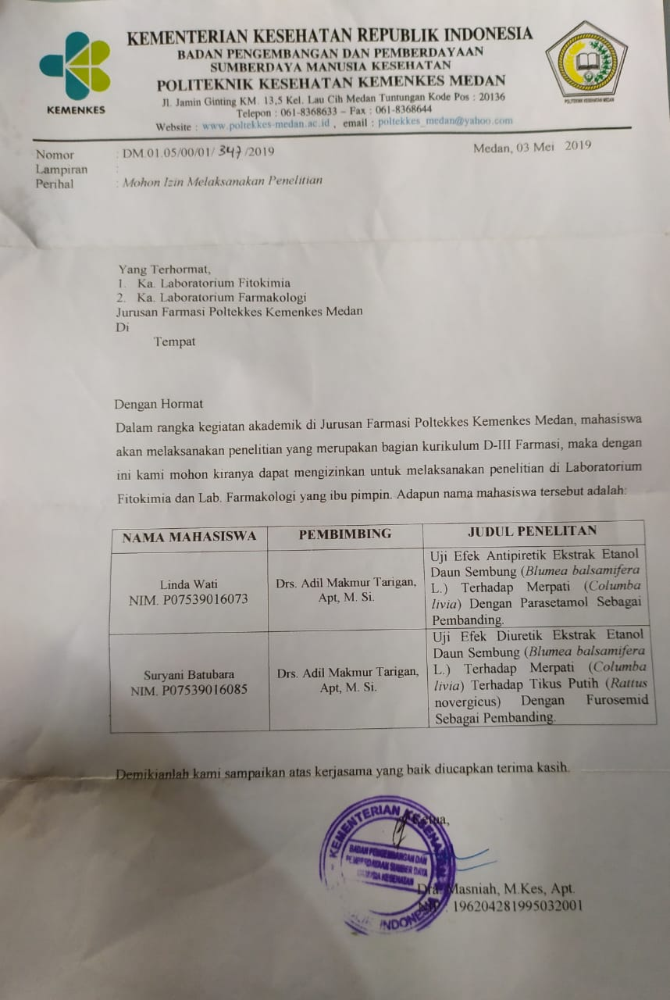 KEMENKES
KEMENTERIAN KESEHATAN REPUBLIK INDONESIA
BADAN PENGEMBANGAN DAN PEMBERDAYAAN
SUMBERDAYA MANUSIA KESEHATAN
POLITEKNIK KESEHATAN KEMENKES MEDAN
Jl. Jamin Ginting KM. 13,5 Kel. Lau Cih Medan Tuntungan Kode Pos : 20136
Telepon : 061-8368633 – Fax : 061-8368644
Website : www.poltekkes-medan.ac.id , email : poltekkes_medan@yahoo.com
POLITEKNIK KESEHATAN MEDAN
Nomor : DM.01.05/00/01/ 347 /2019
Medan, 03 Mei 2019
Lampiran :
Perihal : Mohon Izin Melaksanakan Penelitian
Yang Terhormat,
1. Ka. Laboratorium Fitokimia
2. Ka. Laboratorium Farmakologi
Jurusan Farmasi Poltekkes Kemenkes Medan
Di
Tempat
Dengan Hormat
Dalam rangka kegiatan akademik di Jurusan Farmasi Poltekkes Kemenkes Medan, mahasiswa
akan melaksanakan penelitian yang merupakan bagian kurikulum D-III Farmasi, maka dengan
ini kami mohon kiranya dapat mengizinkan untuk melaksanakan penelitian di Laboratorium
Fitokimia dan Lab. Farmakologi yang ibu pimpin. Adapun nama mahasiswa tersebut adalah:
NAMA MAHASISWA PEMBIMBING JUDUL PENELITAN
Linda Wati
NIM. P07539016073
Drs. Adil Makmur Tarigan,
Apt, M. Si.
Uji Efek Antipiretik Ekstrak Etanol
Daun Sembung (Blumea balsamifera
L.) Terhadap Merpati (Columba
livia) Dengan Parasetamol Sebagai
Pembanding.
Suryani Batubara
NIM. P07539016085
Drs. Adil Makmur Tarigan,
Apt, M. Si.
Uji Efek Diuretik Ekstrak Etanol
Daun Sembung (Blumea balsamifera
L.) Terhadap Merpati (Columba
livia) Terhadap Tikus Putih (Rattus
novergicus) Dengan Furosemid
Sebagai Pembanding.
Demikianlah kami sampaikan atas kerjasama yang baik diucapkan terima kasih.
Ketua,
KEMENTERIAN KESEHATAN
BADAN PENGEMBANGAN DAN
PEMBERDAYAAN SUMBER DAYA
MANUSIA KESEHATAN
INDONESIA
Dra. Masniah, M.Kes, Apt.
NIP. 196204281995032001